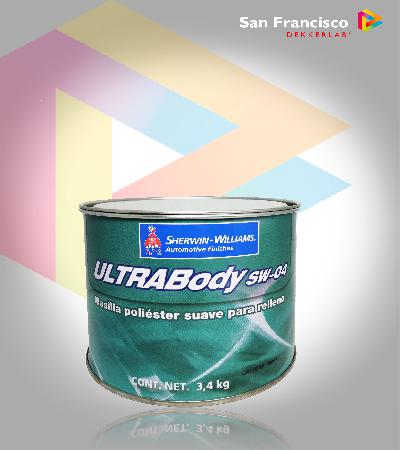 San Francisco
DEKKERLAB
SHERWIN-WILLIAMS.
Automotive Finishes
ULTRABody SW-04
Masilla poliéster suave para relleno
CONT. NET. 3,4 kg